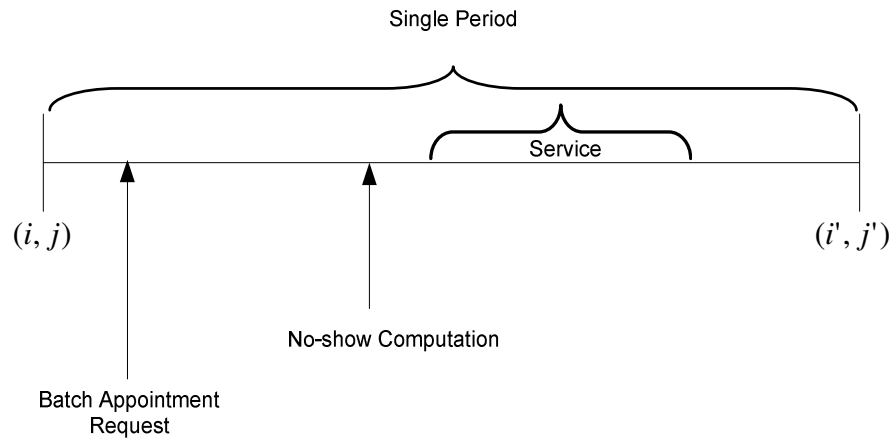 Single Period
Service
(i, j)
(i', j')
No-show Computation
Batch Appointment
Request